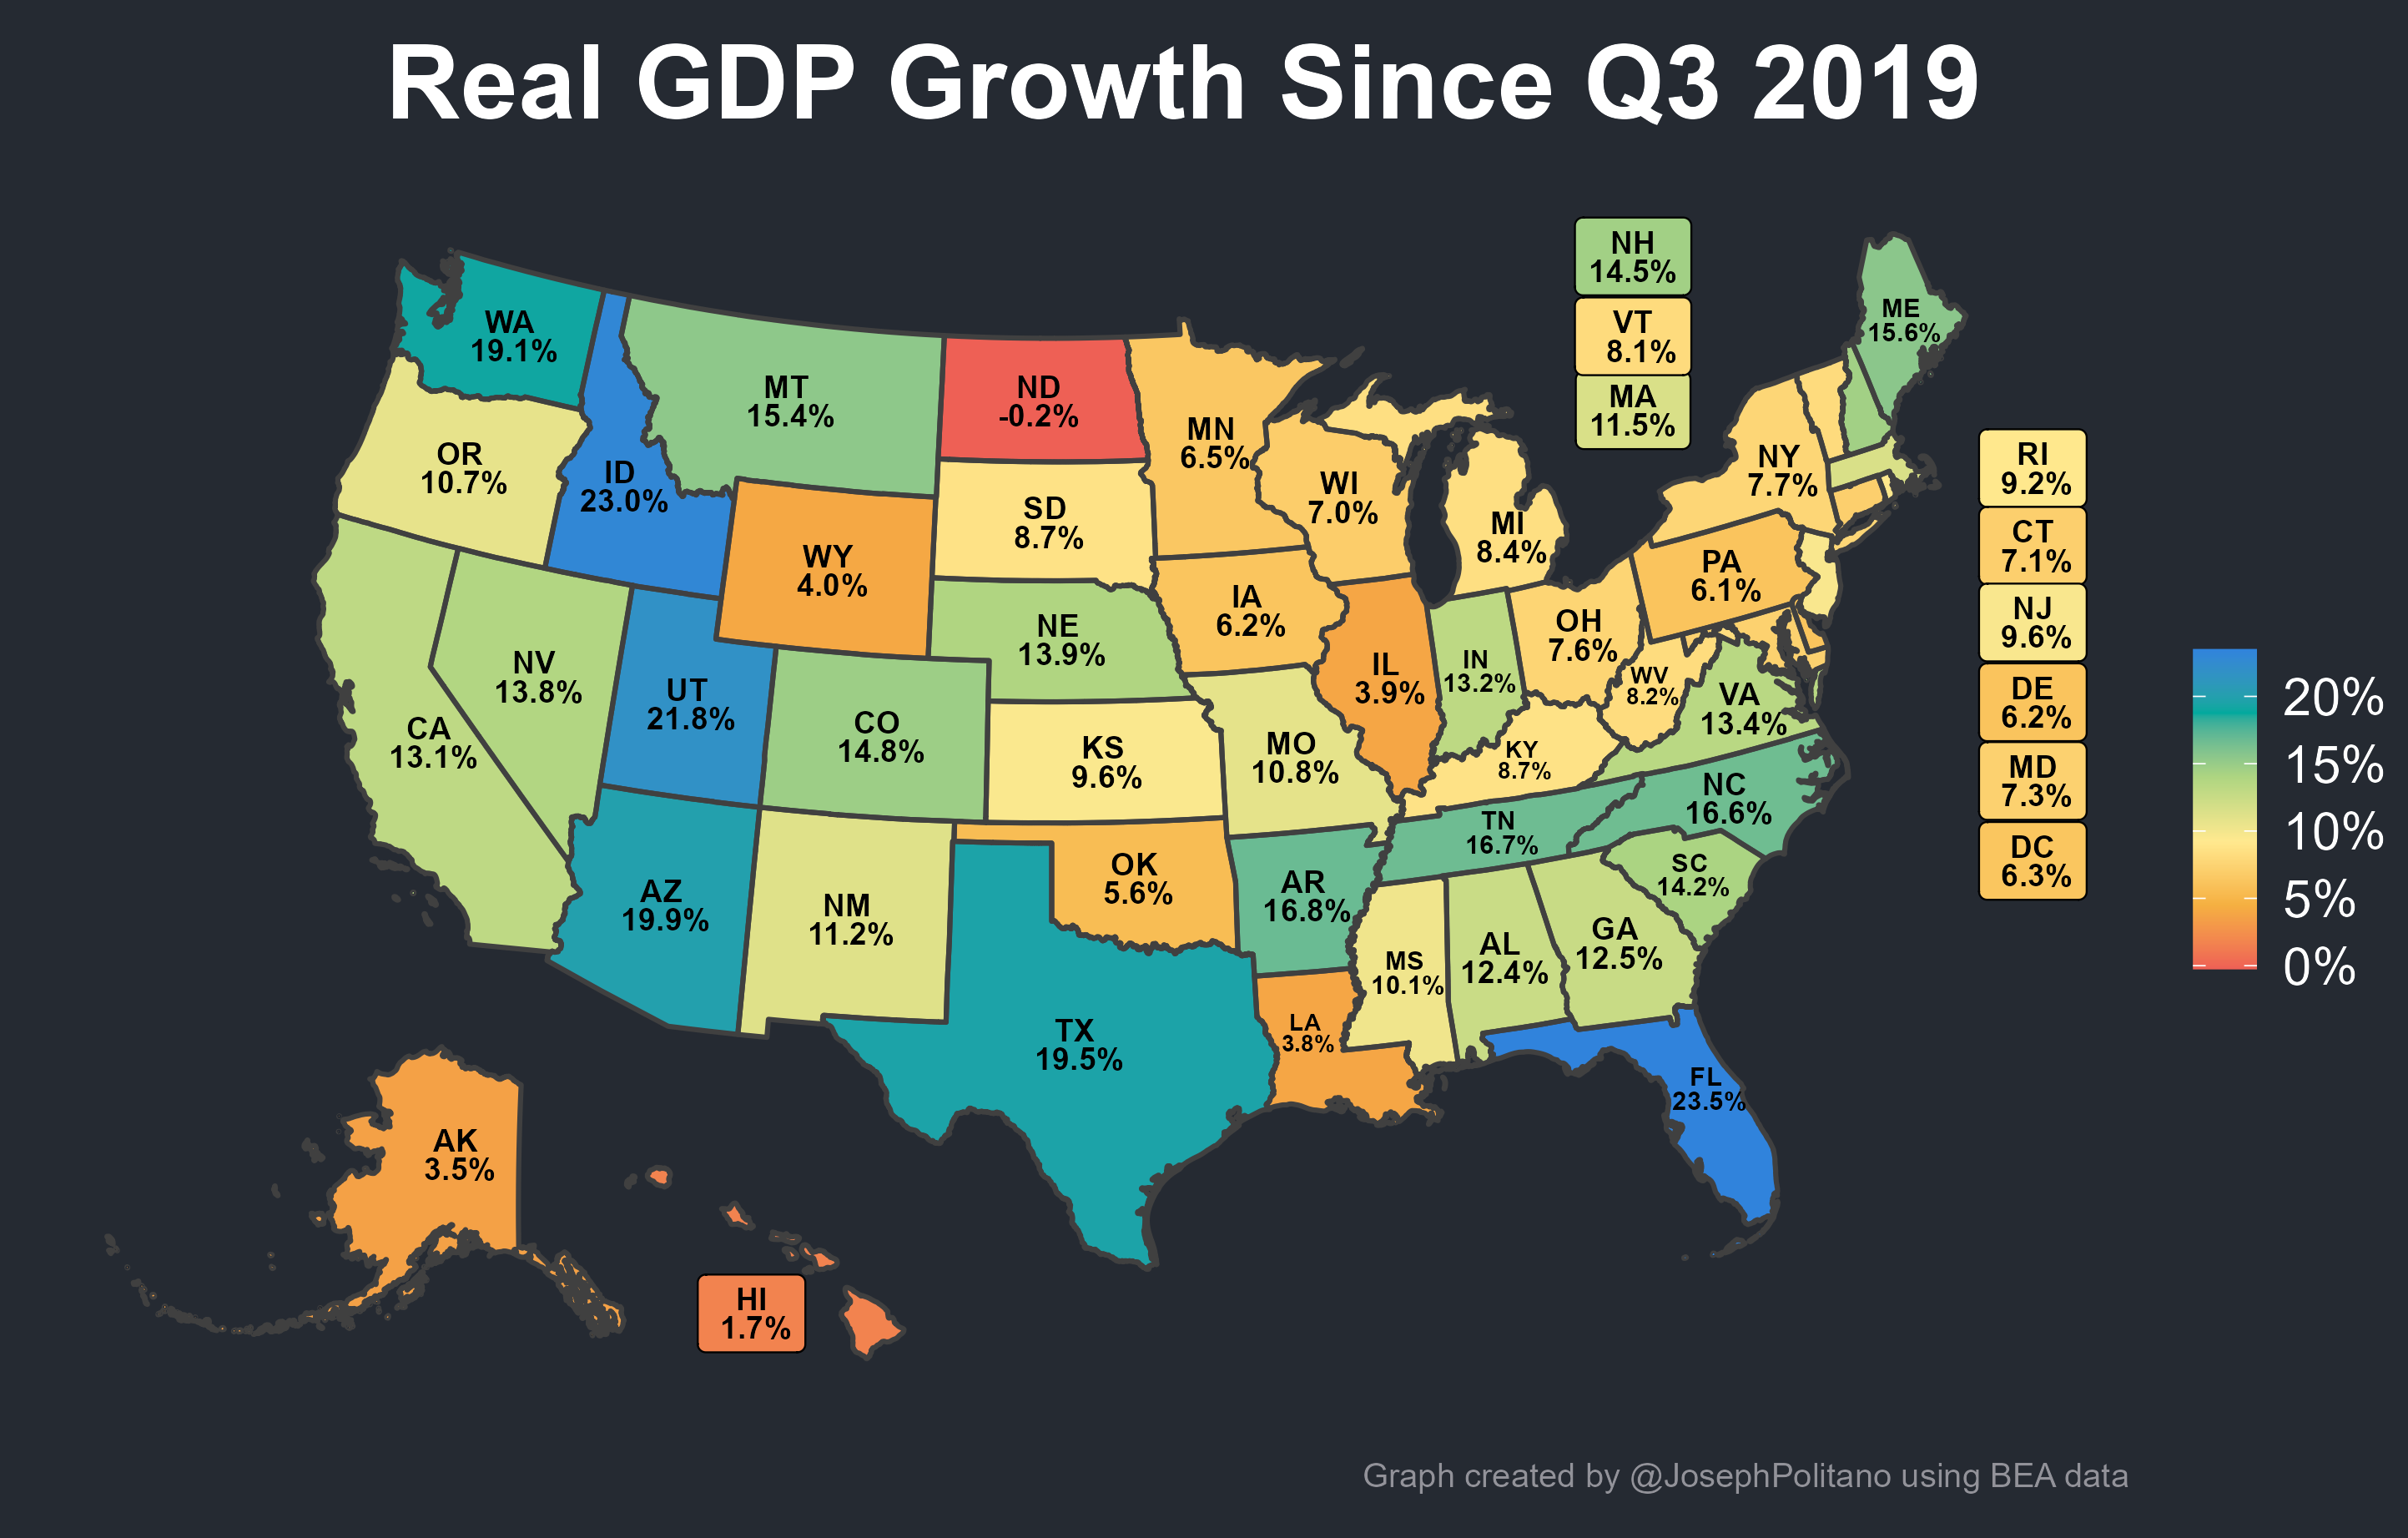 Real GDP Growth Since Q3 2019
NH
14.5%
VT
8.1%
MA
11.5%
ME
15.6%
WA
19.1%
MT
15.4%
ND
-0.2%
MN
6.5%
OR
10.7%
ID
23.0%
SD
8.7%
WI
7.0%
MI
8.4%
NY
7.7%
RI
9.2%
CT
7.1%
NJ
9.6%
DE
6.2%
MD
7.3%
DC
6.3%
WY
4.0%
IA
6.2%
PA
6.1%
NE
13.9%
OH
7.6%
IL
3.9%
IN
13.2%
WV
8.2%
VA
13.4%
NV
13.8%
UT
21.8%
CA
13.1%
CO
14.8%
KS
9.6%
MO
10.8%
KY
8.7%
NC
16.6%
TN
16.7%
SC
14.2%
AZ
19.9%
NM
11.2%
OK
5.6%
AR
16.8%
MS
10.1%
AL
12.4%
GA
12.5%
TX
19.5%
LA
3.8%
FL
23.5%
AK
3.5%
HI
1.7%
20%
15%
10%
5%
0%
Graph created by @JosephPolitano using BEA data